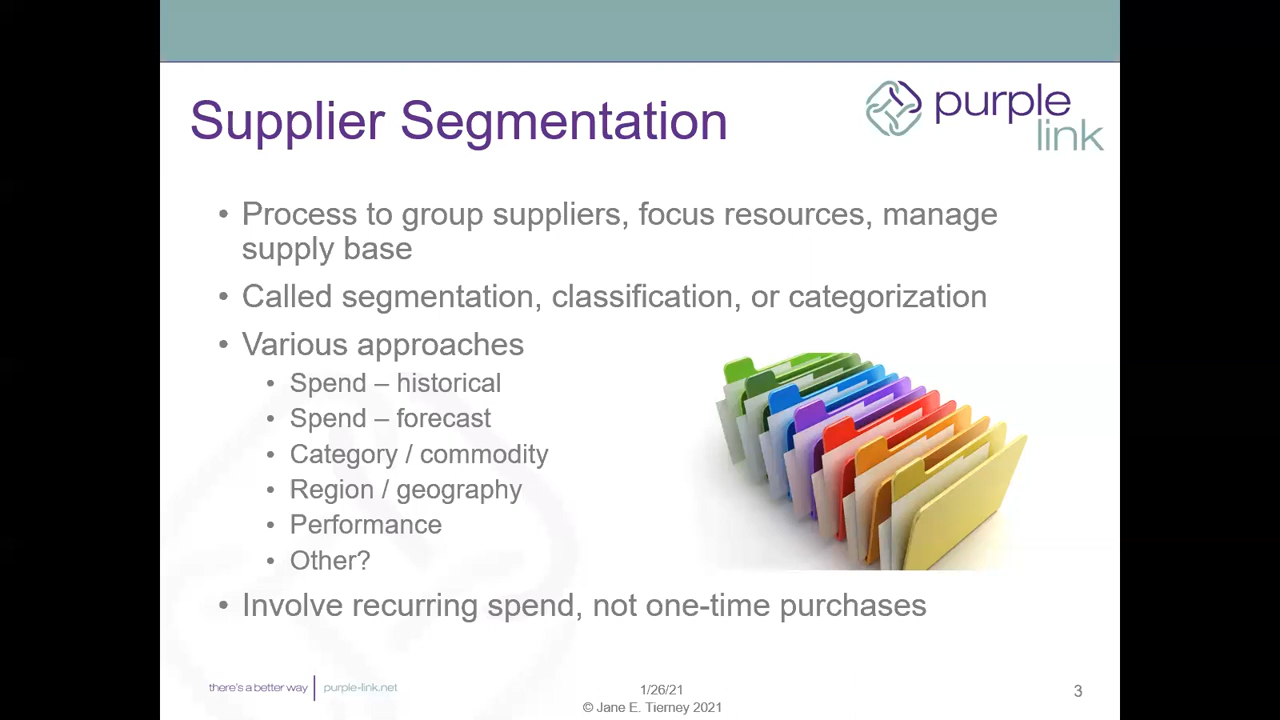 Supplier Segmentation
purple
link
• Process to group suppliers, focus resources, manage
supply base
• Called segmentation, classification, or categorization
• Various approaches
• Spend – historical
• Spend – forecast
• Category / commodity
• Region / geography
• Performance
• Other?
• Involve recurring spend, not one-time purchases
there's a better way | purple-link.net
1/26/21
© Jane E. Tierney 2021
3